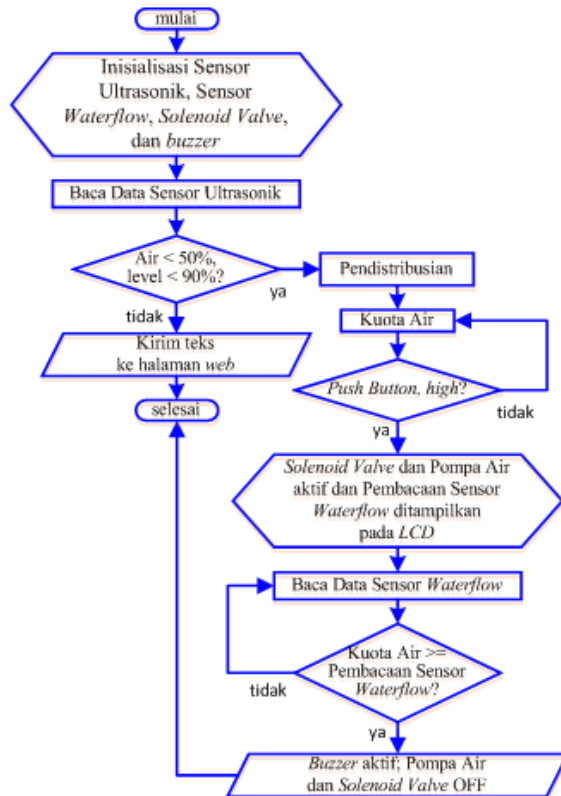 mulai
Inisialisasi Sensor
Ultrasonik, Sensor
Waterflow, Solenoid Valve,
dan buzzer
Baca Data Sensor Ultrasonik
Air < 50%,
level < 90%?
ya
tidak
Kirim teks
ke halaman web
selesai
Pendistribusian
Kuota Air
Push Button, high?
tidak
ya
Solenoid Valve dan Pompa Air
aktif dan Pembacaan Sensor
Waterflow ditampilkan
pada LCD
Baca Data Sensor Waterflow
Kuota Air >=
Pembacaan Sensor
Waterflow?
tidak
ya
Buzzer aktif; Pompa Air
dan Solenoid Valve OFF